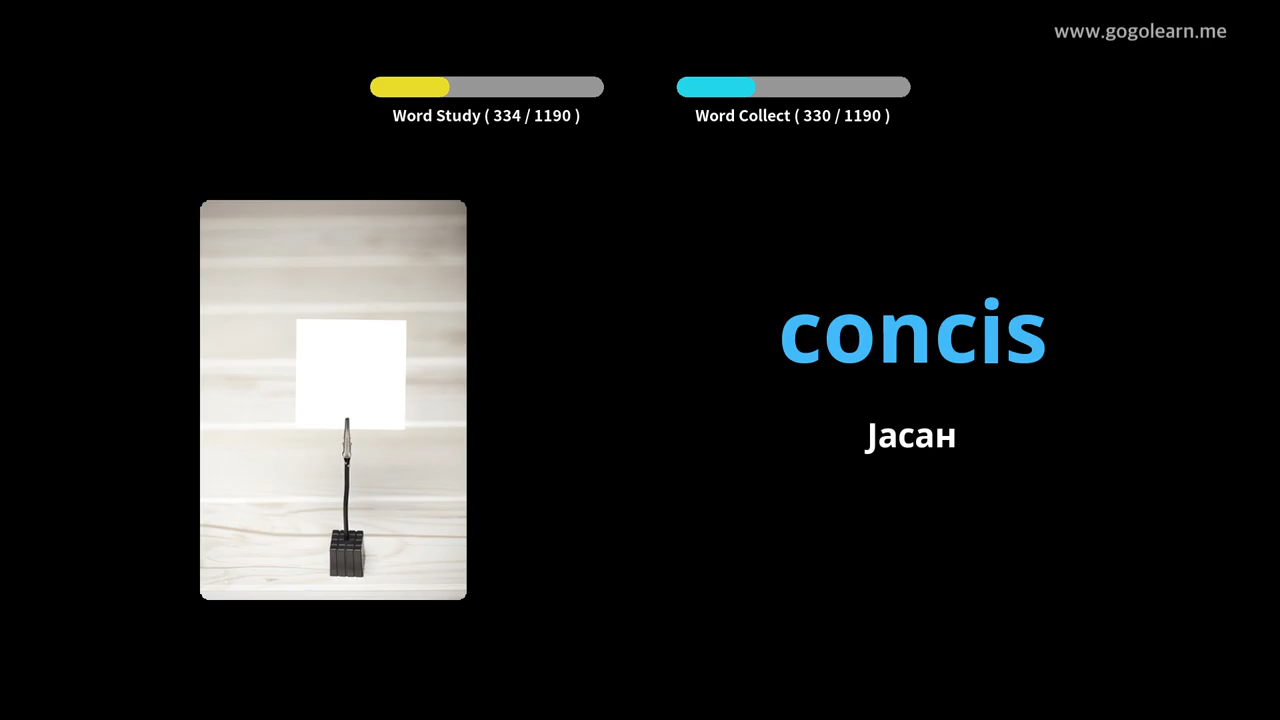 www.gogolearn.me
Word Study ( 334 / 1190 )
Word Collect ( 330 / 1190 )
concis
Јасан